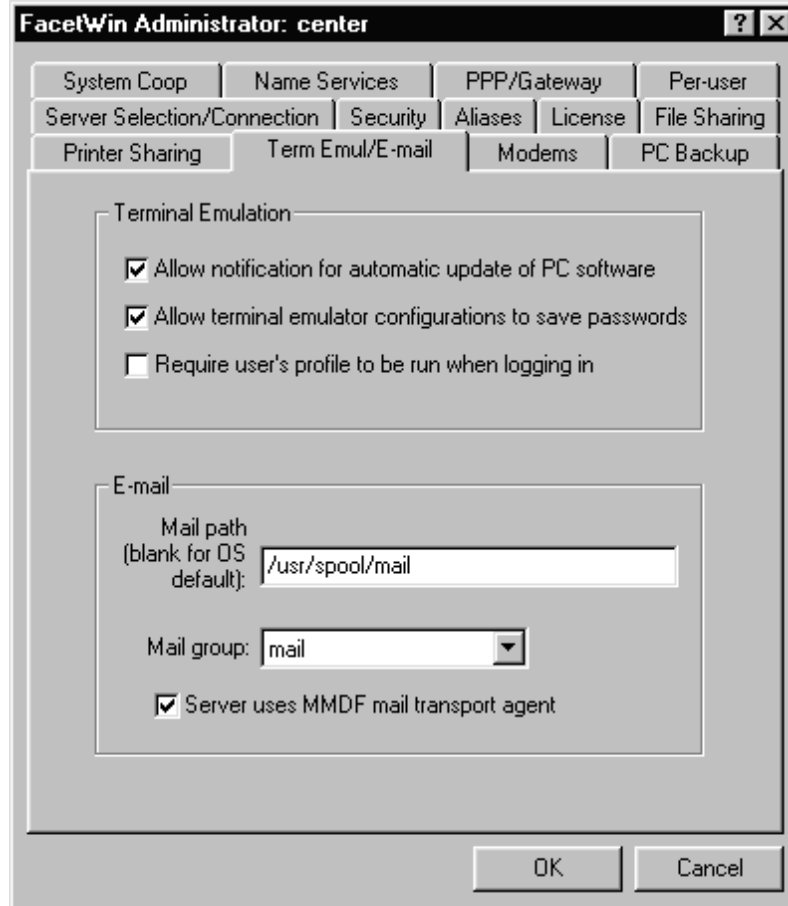 FacetWin Administrator: center
System Coop Name Services PPP/Gateway Per-user
Server Selection/Connection Security Aliases License File Sharing
Printer Sharing Term Emul/E-mail Modems PC Backup
Terminal Emulation
Allow notification for automatic update of PC software
Allow terminal emulator configurations to save passwords
Require user's profile to be run when logging in
E-mail
Mail path
(blank for OS
default): /usr/spool/mail
Mail group: mail
Server uses MMDF mail transport agent
OK Cancel